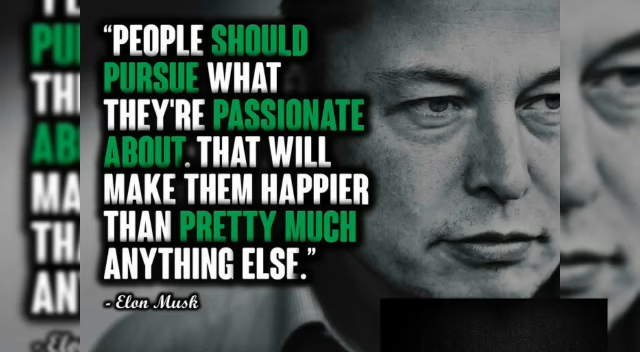 “PEOPLE SHOULD
PURSUE WHAT
THEY'RE PASSIONATE
ABOUT. THAT WILL
MAKE THEM HAPPIER
THAN PRETTY MUCH
ANYTHING ELSE.”
- Elon Musk